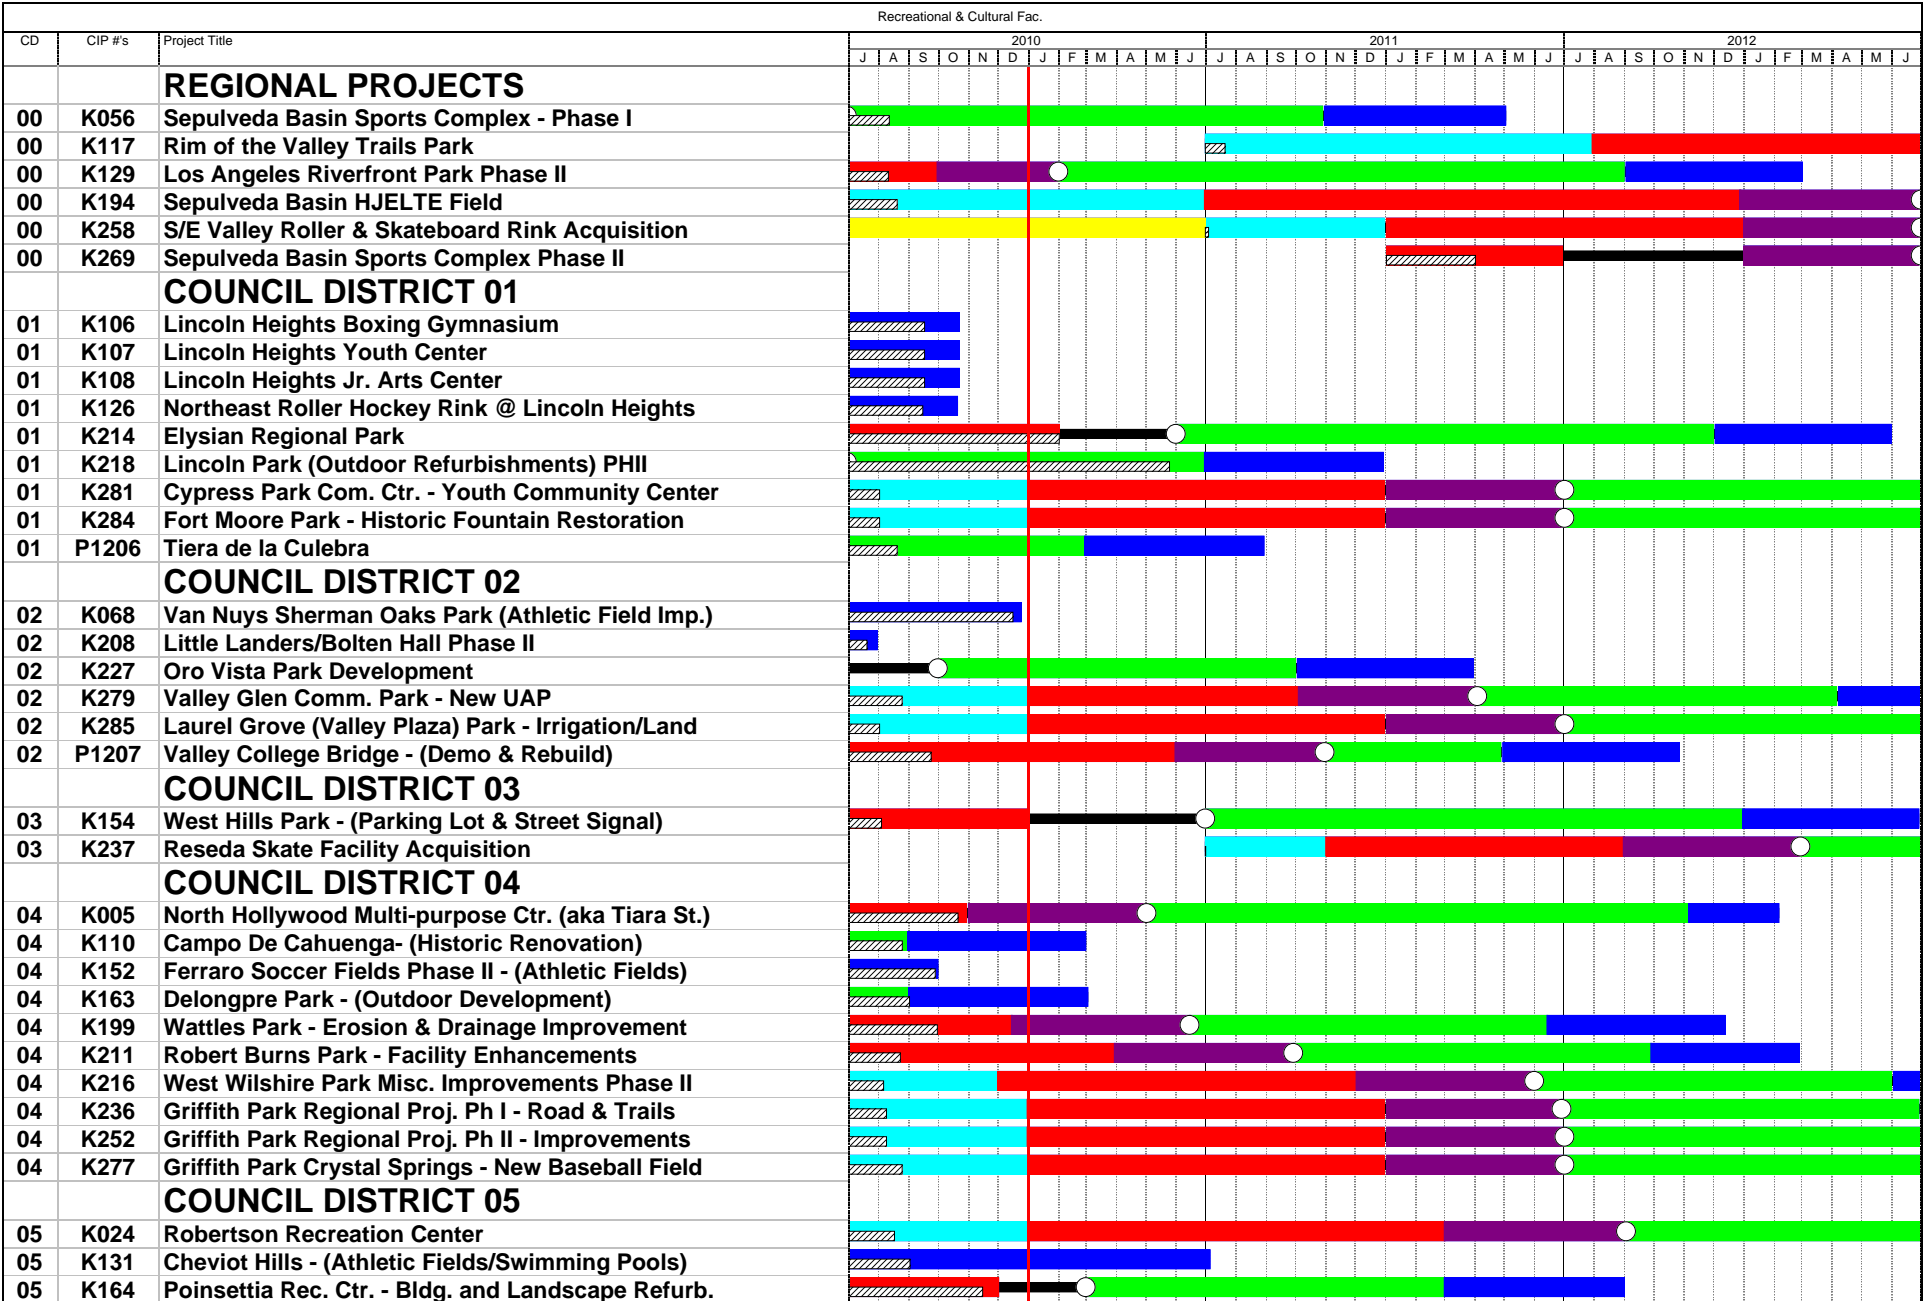 Recreational & Cultural Fac.
CD CIP #'s Project Title 2010 2011 2012
J A S O N D J F M A M J J A S O N D J F M A M J J A S O N D J F M A M J
REGIONAL PROJECTS
00 K056 Sepulveda Basin Sports Complex - Phase I
00 K117 Rim of the Valley Trails Park
00 K129 Los Angeles Riverfront Park Phase II
00 K194 Sepulveda Basin HJELTE Field
00 K258 S/E Valley Roller & Skateboard Rink Acquisition
00 K269 Sepulveda Basin Sports Complex Phase II
COUNCIL DISTRICT 01
01 K106 Lincoln Heights Boxing Gymnasium
01 K107 Lincoln Heights Youth Center
01 K108 Lincoln Heights Jr. Arts Center
01 K126 Northeast Roller Hockey Rink @ Lincoln Heights
01 K214 Elysian Regional Park
01 K218 Lincoln Park (Outdoor Refurbishments) PHII
01 K281 Cypress Park Com. Ctr. - Youth Community Center
01 K284 Fort Moore Park - Historic Fountain Restoration
01 P1206 Tiera de la Culebra
COUNCIL DISTRICT 02
02 K068 Van Nuys Sherman Oaks Park (Athletic Field Imp.)
02 K208 Little Landers/Bolten Hall Phase II
02 K227 Oro Vista Park Development
02 K279 Valley Glen Comm. Park - New UAP
02 K285 Laurel Grove (Valley Plaza) Park - Irrigation/Land
02 P1207 Valley College Bridge - (Demo & Rebuild)
COUNCIL DISTRICT 03
03 K154 West Hills Park - (Parking Lot & Street Signal)
03 K237 Reseda Skate Facility Acquisition
COUNCIL DISTRICT 04
04 K005 North Hollywood Multi-purpose Ctr. (aka Tiara St.)
04 K110 Campo De Cahuenga- (Historic Renovation)
04 K152 Ferraro Soccer Fields Phase II - (Athletic Fields)
04 K163 Delongpre Park - (Outdoor Development)
04 K199 Wattles Park - Erosion & Drainage Improvement
04 K211 Robert Burns Park - Facility Enhancements
04 K216 West Wilshire Park Misc. Improvements Phase II
04 K236 Griffith Park Regional Proj. Ph I - Road & Trails
04 K252 Griffith Park Regional Proj. Ph II - Improvements
04 K277 Griffith Park Crystal Springs - New Baseball Field
COUNCIL DISTRICT 05
05 K024 Robertson Recreation Center
05 K131 Cheviot Hills - (Athletic Fields/Swimming Pools)
05 K164 Poinsettia Rec. Ctr. - Bldg. and Landscape Refurb.